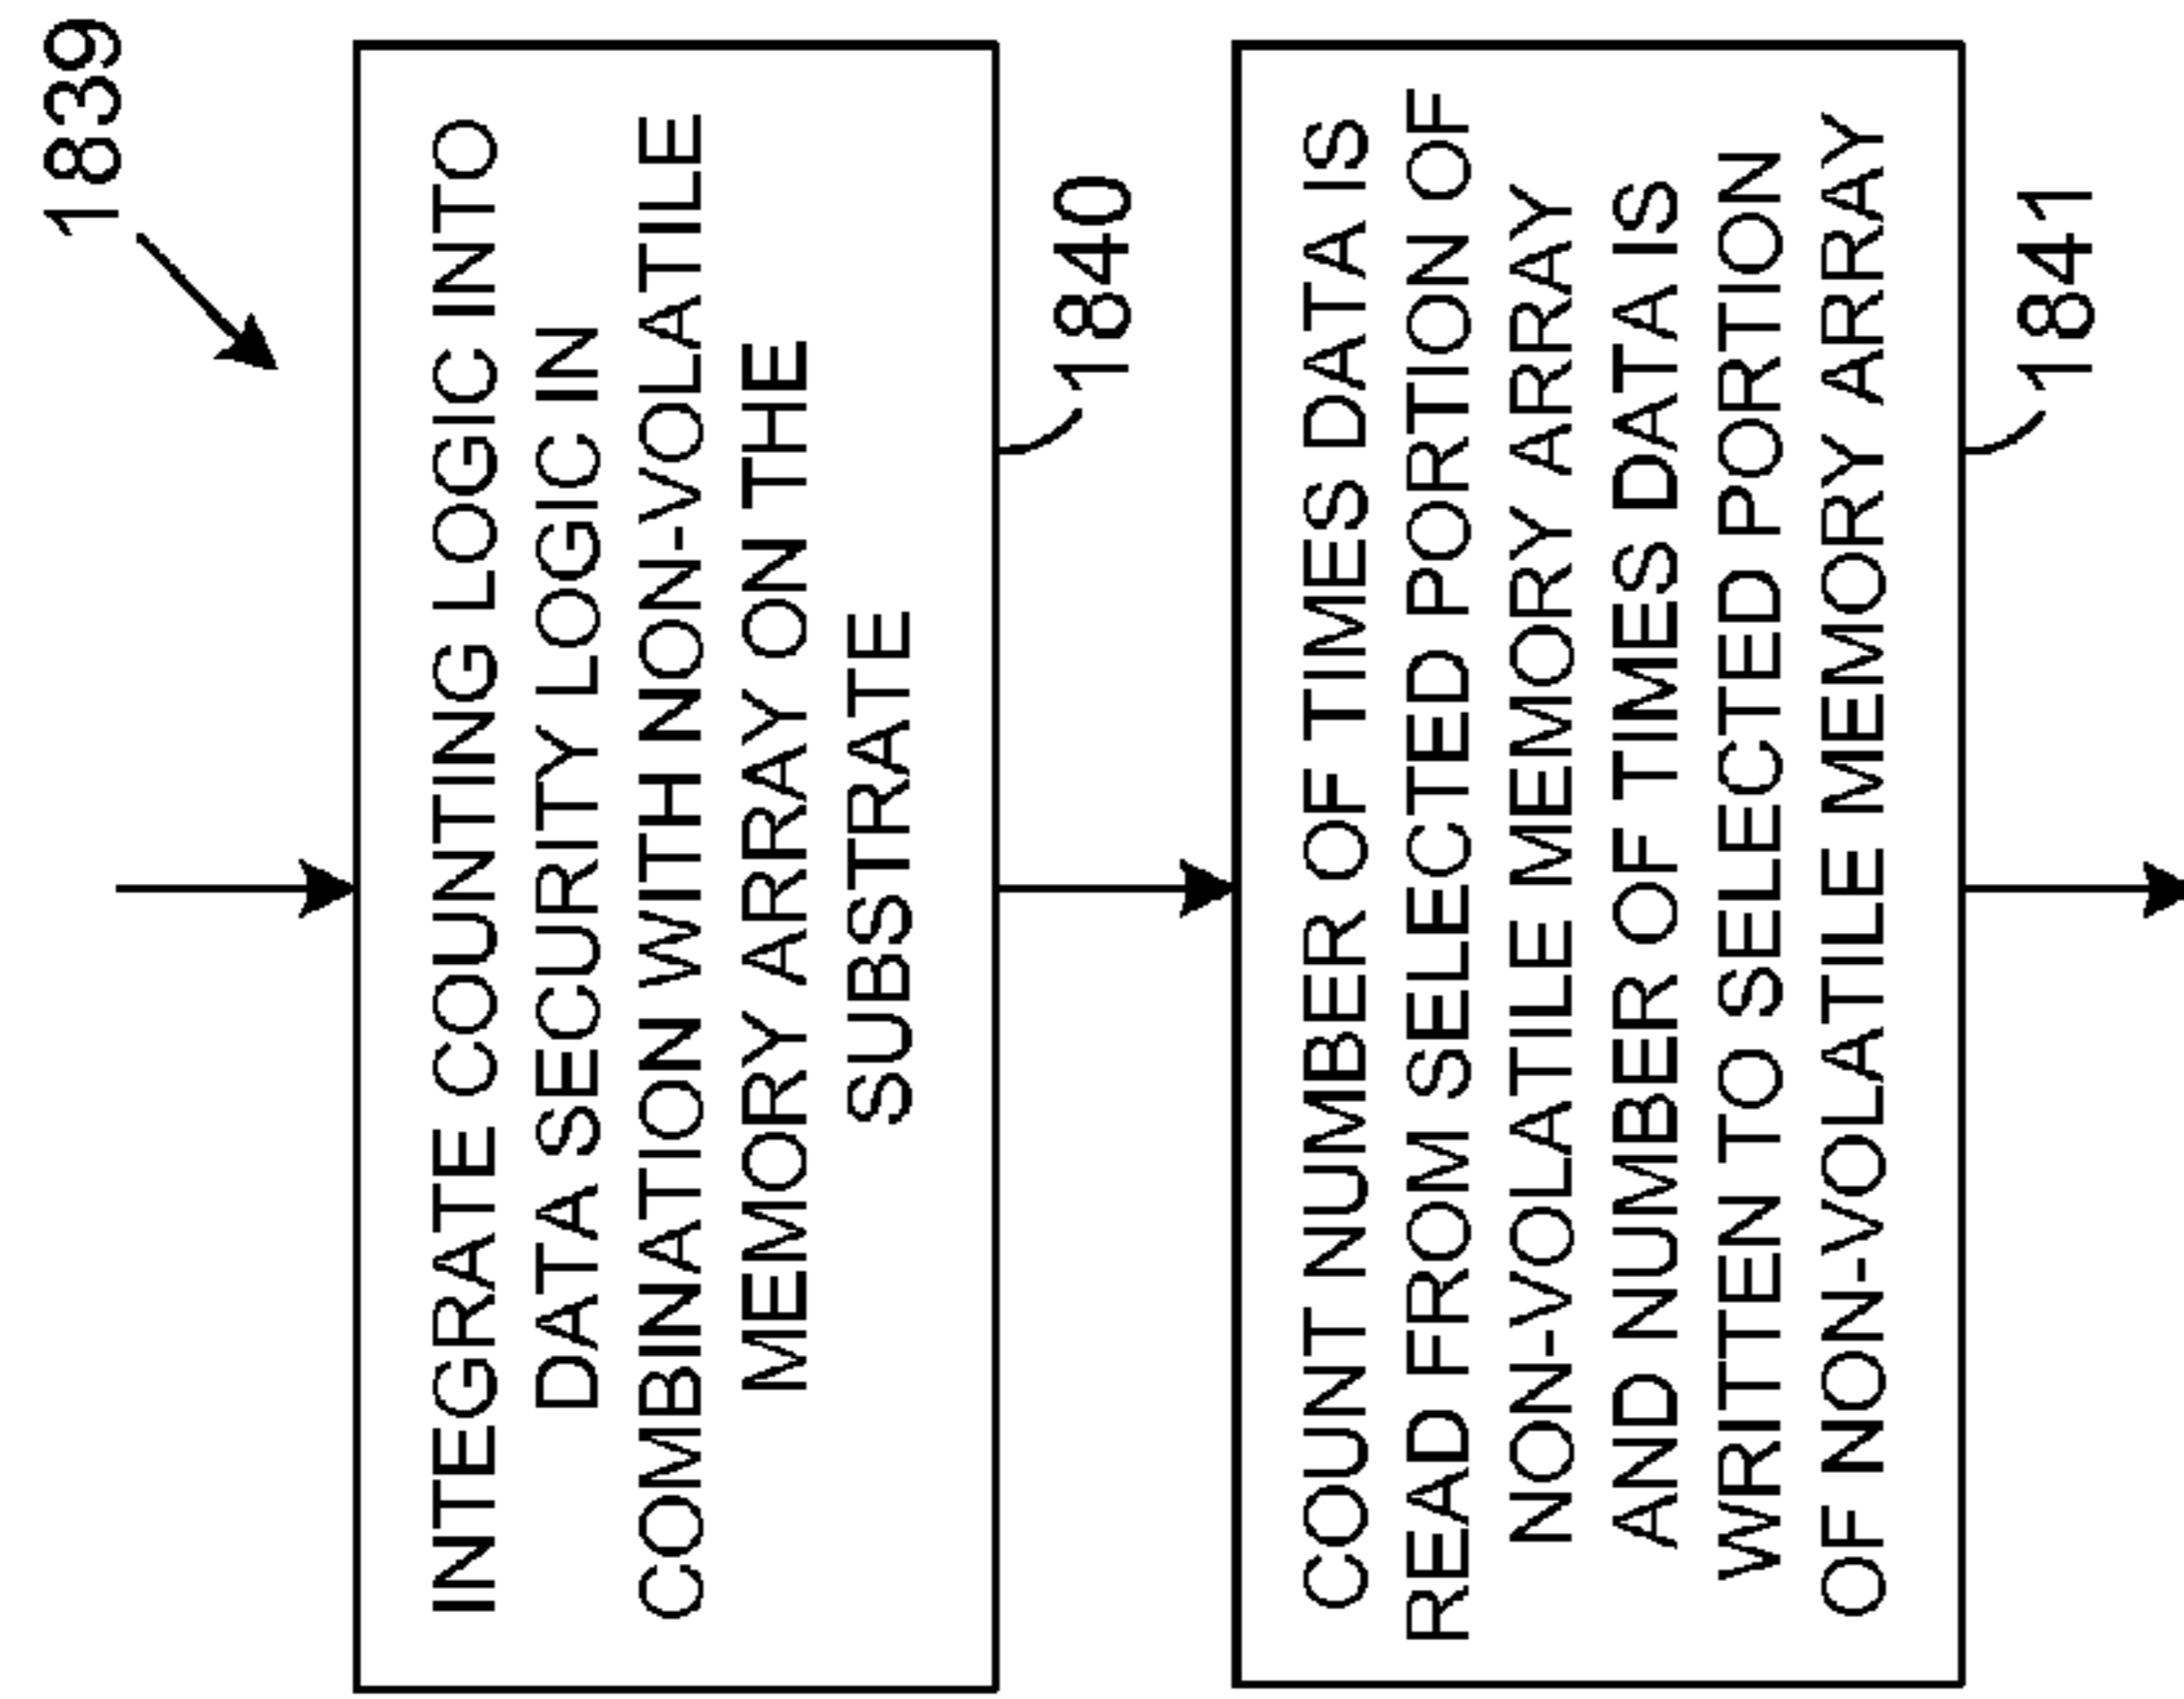 1839
INTEGRATE COUNTING LOGIC INTO
DATA SECURITY LOGIC IN
COMBINATION WITH NON-VOLATILE
MEMORY ARRAY ON THE
SUBSTRATE
1840
COUNT NUMBER OF TIMES DATA IS
READ FROM SELECTED PORTION OF
NON-VOLATILE MEMORY ARRAY
AND NUMBER OF TIMES DATA IS
WRITTEN TO SELECTED PORTION
OF NON-VOLATILE MEMORY ARRAY
1841